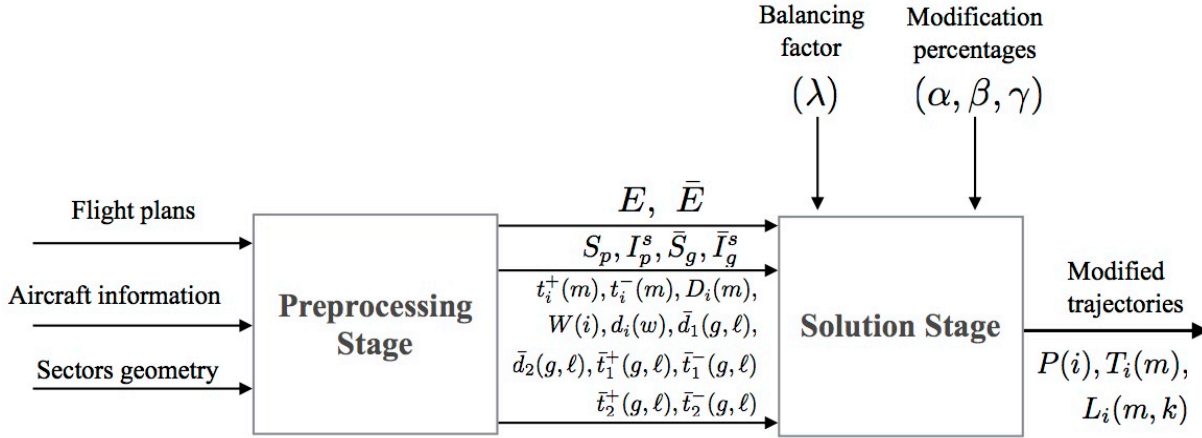 Balancing factor
(λ)
Modification percentages
(α, β, γ)
Flight plans
Aircraft information
Sectors geometry
Preprocessing
Stage
E, Ē
S_p, I_p^s, S̄_g, Ī_g^s
t_i^+(m), t_i^-(m), D_i(m),
W(i), d_i(w), d̄_1(g, ℓ),
d̄_2(g, ℓ), t̄_1^+(g, ℓ), t̄_1^-(g, ℓ)
t̄_2^+(g, ℓ), t̄_2^-(g, ℓ)
Solution Stage
Modified
trajectories
P(i), T_i(m),
L_i(m, k)